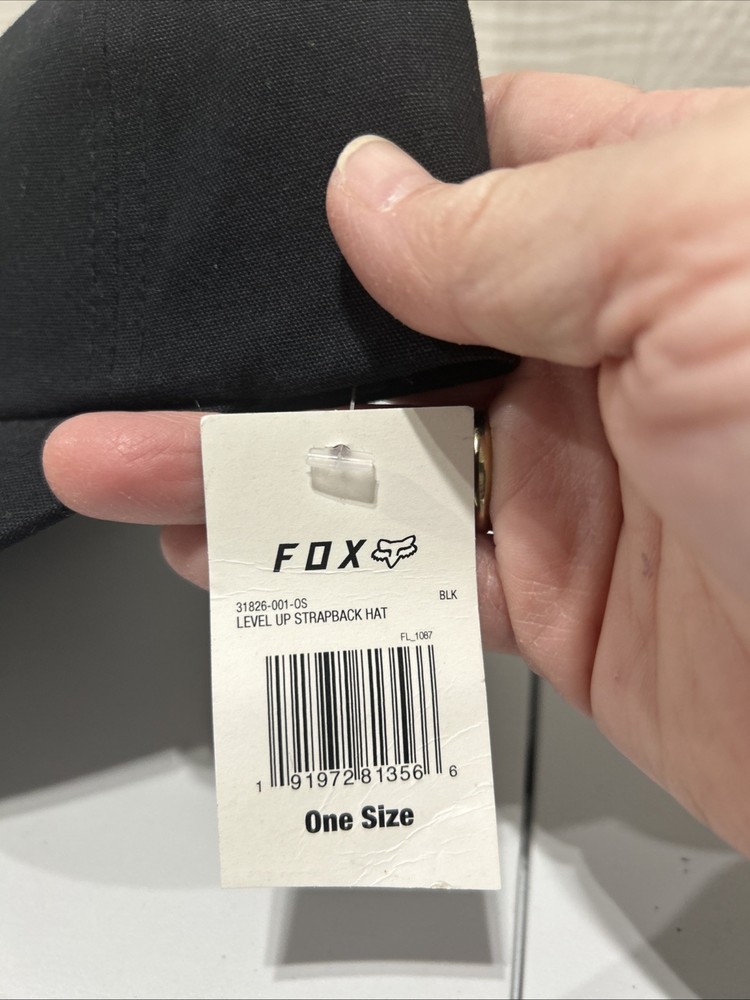 FOX
31826-001-OS BLK
LEVEL UP STRAPBACK HAT
FL_1087
1 91972 81356 6
One Size